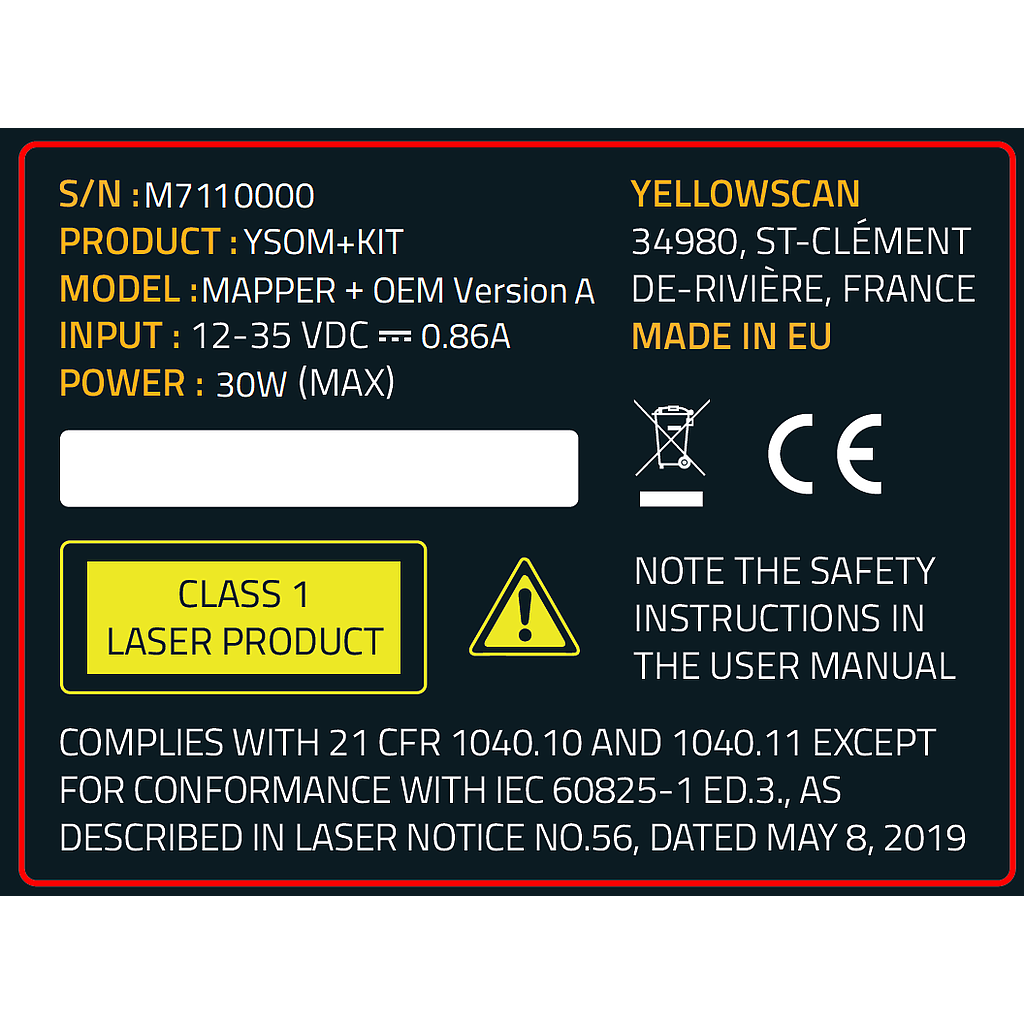 S/N : M7110000
PRODUCT : YSOM+KIT
MODEL : MAPPER + OEM Version A
INPUT : 12-35 VDC ⎓ 0.86A
POWER : 30W (MAX)
YELLOWSCAN
34980, ST-CLÉMENT
DE-RIVIÈRE, FRANCE
MADE IN EU
CE
CLASS 1
LASER PRODUCT
!
NOTE THE SAFETY
INSTRUCTIONS IN
THE USER MANUAL
COMPLIES WITH 21 CFR 1040.10 AND 1040.11 EXCEPT
FOR CONFORMANCE WITH IEC 60825-1 ED.3., AS
DESCRIBED IN LASER NOTICE NO.56, DATED MAY 8, 2019